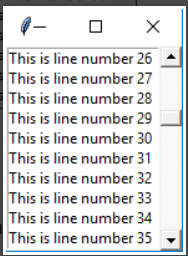 This is line number 26
This is line number 27
This is line number 28
This is line number 29
This is line number 30
This is line number 31
This is line number 32
This is line number 33
This is line number 34
This is line number 35